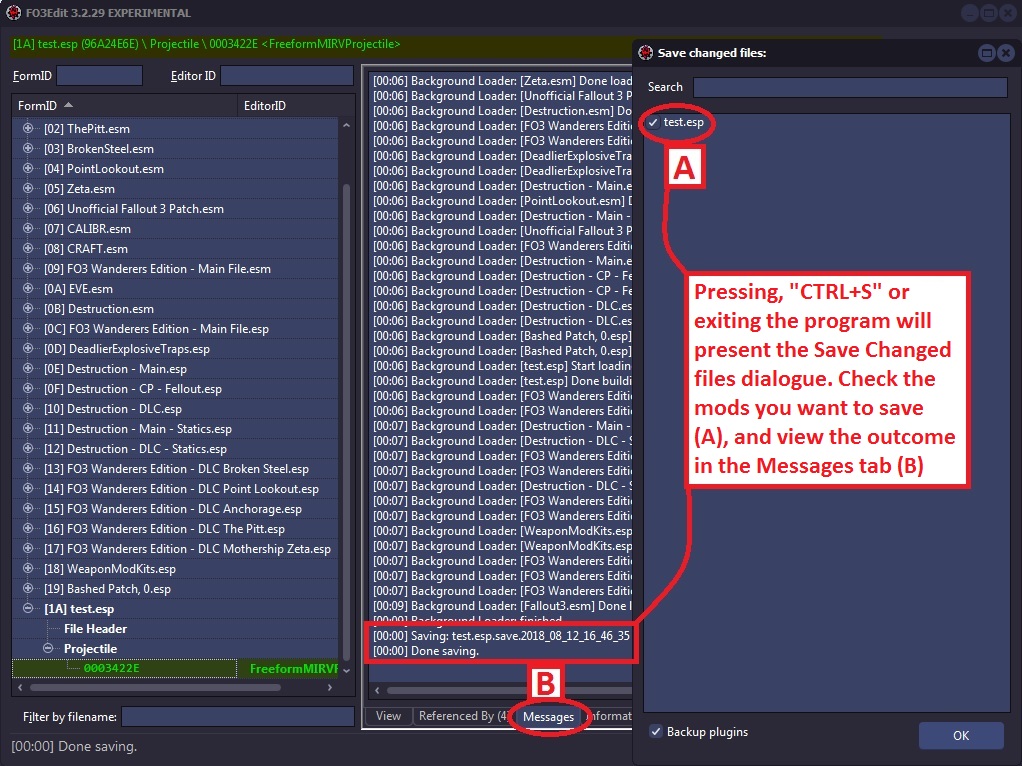 FO3Edit 3.2.29 EXPERIMENTAL
[1A] test.esp (96A24E6E) \ Projectile \ 0003422E <FreeformMIRVProjectile>
FormID
Editor ID
FormID
EditorID
[02] ThePitt.esm
[03] BrokenSteel.esm
[04] PointLookout.esm
[05] Zeta.esm
[06] Unofficial Fallout 3 Patch.esm
[07] CALIBR.esm
[08] CRAFT.esm
[09] FO3 Wanderers Edition - Main File.esm
[0A] EVE.esm
[0B] Destruction.esm
[0C] FO3 Wanderers Edition - Main File.esp
[0D] DeadlierExplosiveTraps.esp
[0E] Destruction - Main.esp
[0F] Destruction - CP - Fellout.esp
[10] Destruction - DLC.esp
[11] Destruction - Main - Statics.esp
[12] Destruction - DLC - Statics.esp
[13] FO3 Wanderers Edition - DLC Broken Steel.esp
[14] FO3 Wanderers Edition - DLC Point Lookout.esp
[15] FO3 Wanderers Edition - DLC Anchorage.esp
[16] FO3 Wanderers Edition - DLC The Pitt.esp
[17] FO3 Wanderers Edition - DLC Mothership Zeta.esp
[18] WeaponModKits.esp
[19] Bashed Patch, 0.esp
[1A] test.esp
File Header
Projectile
0003422E FreeformMIRVP
Filter by filename:
[00:00] Done saving.
[00:06] Background Loader: [Zeta.esm] Done load
[00:06] Background Loader: [Unofficial Fallout 3 P
[00:06] Background Loader: [Destruction.esm] Do
[00:06] Background Loader: [FO3 Wanderers Editi
[00:06] Background Loader: [FO3 Wanderers Editi
[00:06] Background Loader: [DeadlierExplosiveTra
[00:06] Background Loader: [DeadlierExplosiveTra
[00:06] Background Loader: [Destruction - Main.e
[00:06] Background Loader: [PointLookout.esm] D
[00:06] Background Loader: [Destruction - Main -
[00:06] Background Loader: [Unofficial Fallout 3 P
[00:06] Background Loader: [FO3 Wanderers Editi
[00:06] Background Loader: [Destruction - Main.e
[00:06] Background Loader: [Destruction - CP - Fe
[00:06] Background Loader: [Destruction - CP - Fe
[00:06] Background Loader: [Destruction - DLC.es
[00:06] Background Loader: [Destruction - DLC.es
[00:06] Background Loader: [Bashed Patch, 0.esp]
[00:06] Background Loader: [Bashed Patch, 0.esp]
[00:06] Background Loader: [test.esp] Start loadin
[00:06] Background Loader: [test.esp] Done buildi
[00:07] Background Loader: [FO3 Wanderers Editi
[00:07] Background Loader: [FO3 Wanderers Editi
[00:07] Background Loader: [Destruction - Main -
[00:07] Background Loader: [Destruction - DLC - S
[00:07] Background Loader: [FO3 Wanderers Editi
[00:07] Background Loader: [FO3 Wanderers Editi
[00:07] Background Loader: [Destruction - DLC - S
[00:07] Background Loader: [FO3 Wanderers Editi
[00:07] Background Loader: [FO3 Wanderers Editi
[00:07] Background Loader: [WeaponModKits.esp
[00:07] Background Loader: [WeaponModKits.esp
[00:07] Background Loader: [FO3 Wanderers Editi
[00:07] Background Loader: [FO3 Wanderers Editi
[00:07] Background Loader: [FO3 Wanderers Editi
[00:09] Background Loader: [Fallout3.esm] Done l
[00:09] Background Loader: finished
[00:00] Saving: test.esp.save.2018_08_12_16_46_35
[00:00] Done saving.
B
View
Referenced By (4
Messages
Informat
Save changed files:
Search
test.esp
A
Pressing, "CTRL+S" or
exiting the program will
present the Save Changed
files dialogue. Check the
mods you want to save
(A), and view the outcome
in the Messages tab (B)
Backup plugins
OK